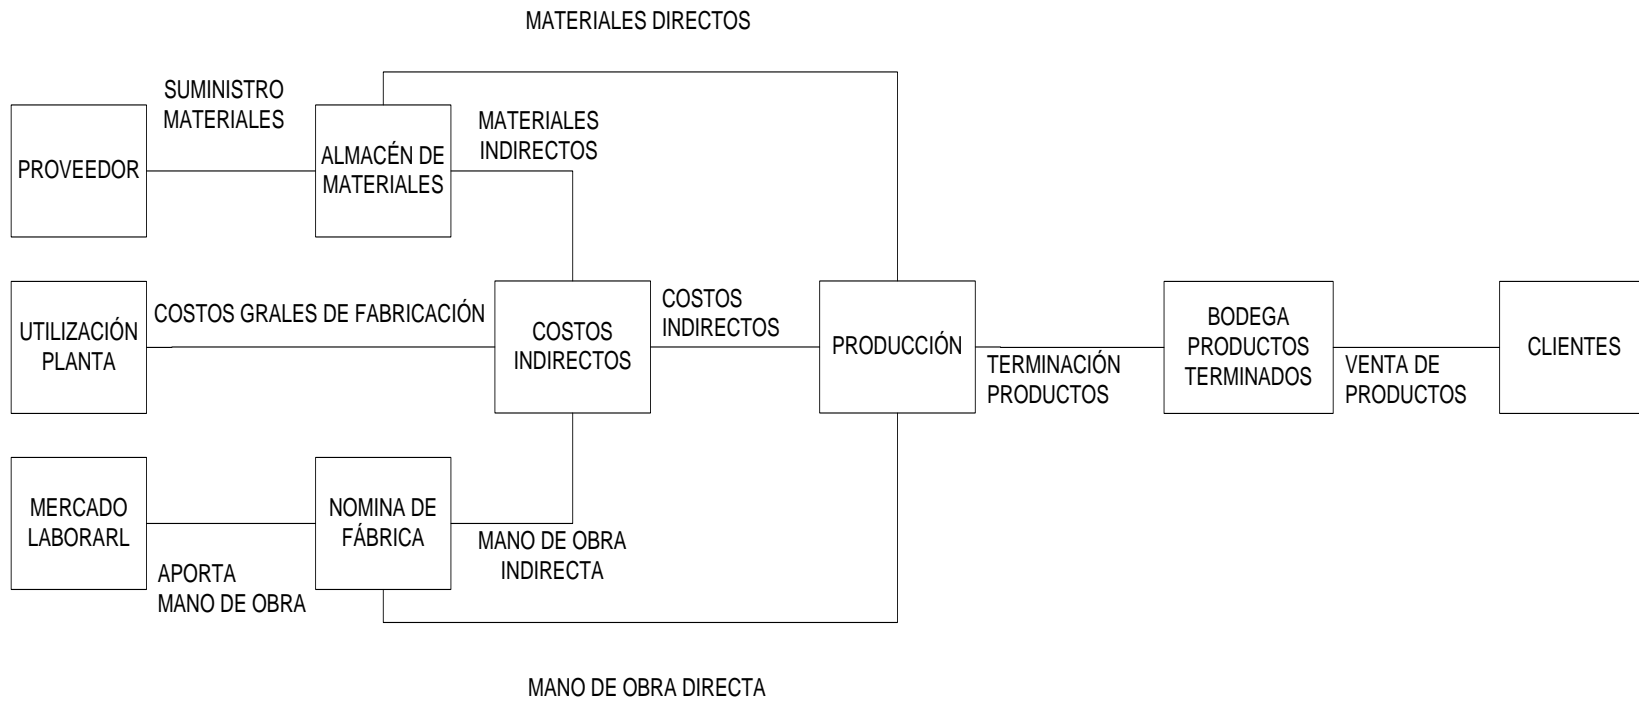 MATERIALES DIRECTOS
SUMINISTRO
MATERIALES
PROVEEDOR
ALMACÉN DE
MATERIALES
MATERIALES
INDIRECTOS
UTILIZACIÓN
PLANTA
COSTOS GRALES DE FABRICACIÓN
COSTOS
INDIRECTOS
COSTOS
INDIRECTOS
PRODUCCIÓN
TERMINACIÓN
PRODUCTOS
BODEGA
PRODUCTOS
TERMINADOS
VENTA DE
PRODUCTOS
CLIENTES
MERCADO
LABORARL
APORTA
MANO DE OBRA
NOMINA DE
FÁBRICA
MANO DE OBRA
INDIRECTA
MANO DE OBRA DIRECTA